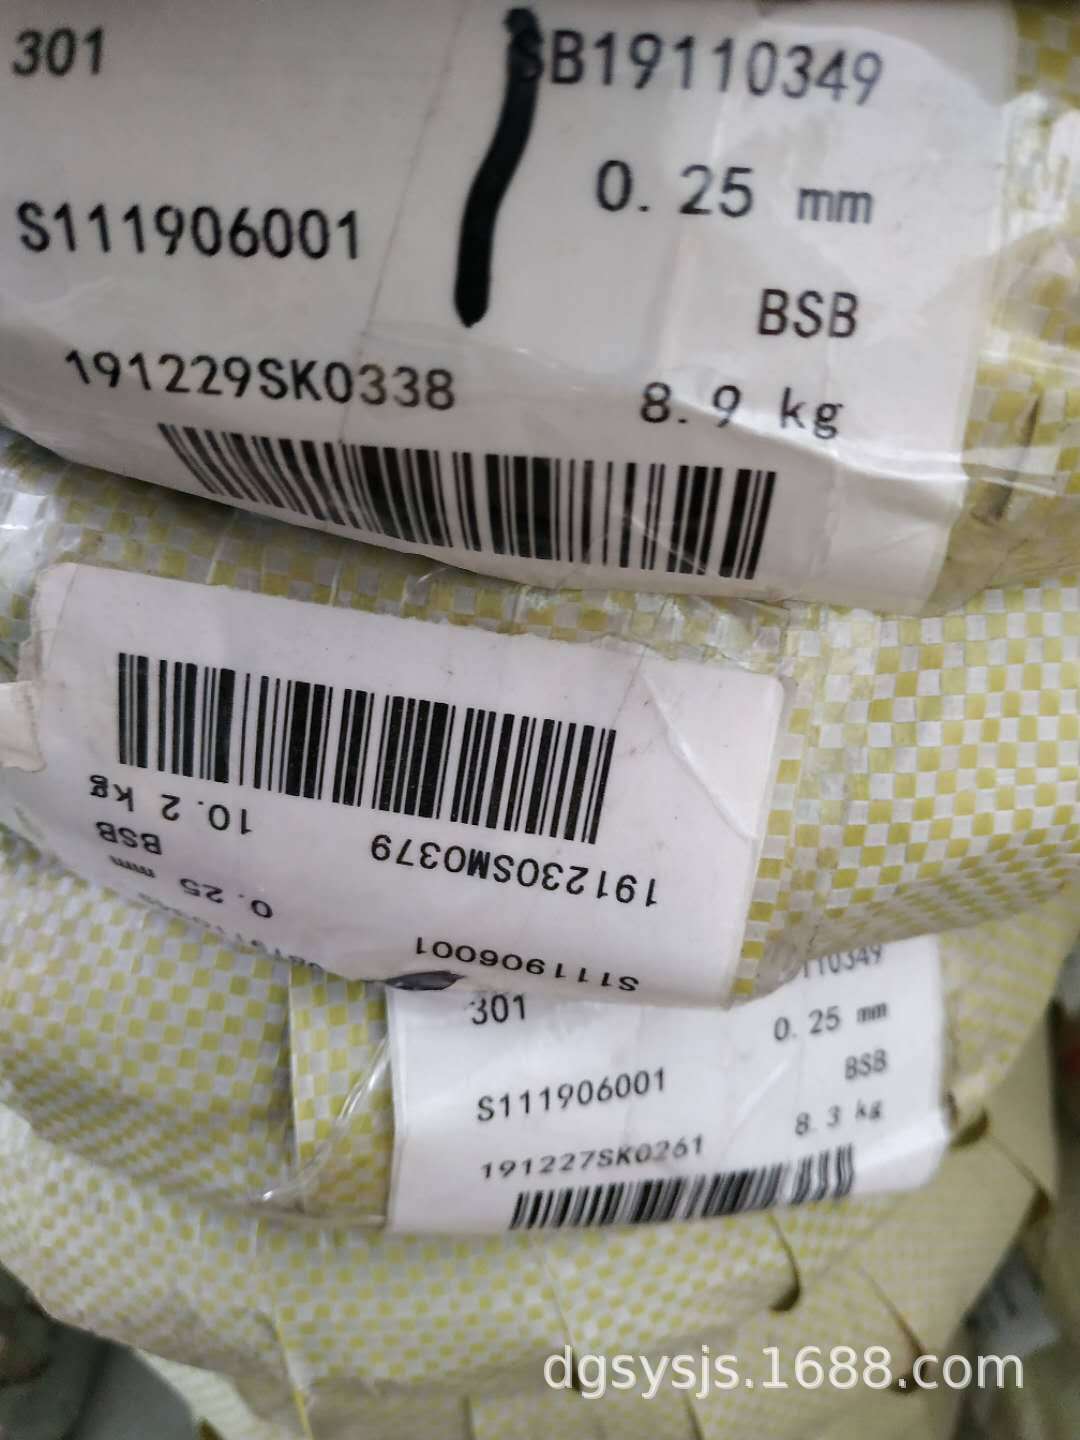 301
SB19110349
0.25 mm
S111906001
BSB
191229SK0338
8.9 kg
191230SM0379
10.2 kg
BSB
S111906001
0.25 mm
110349
301
0.25 mm
S111906001
BSB
191227SK0261
8.3 kg
dgsysjs.1688.com